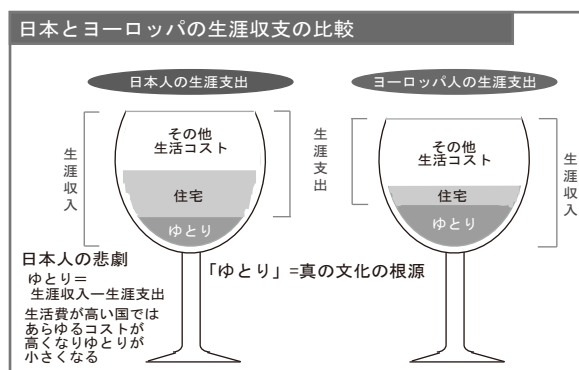 日本とヨーロッパの生涯収支の比較
日本人の生涯支出
ヨーロッパ人の生涯支出
生涯収入
その他
生活コスト
住宅
ゆとり
生涯支出
その他
生活コスト
住宅
ゆとり
生涯収入
日本人の悲劇
ゆとり=
生涯収入ー生涯支出
生活費が高い国では
あらゆるコストが
高くなりゆとりが
小さくなる
「ゆとり」=真の文化の根源